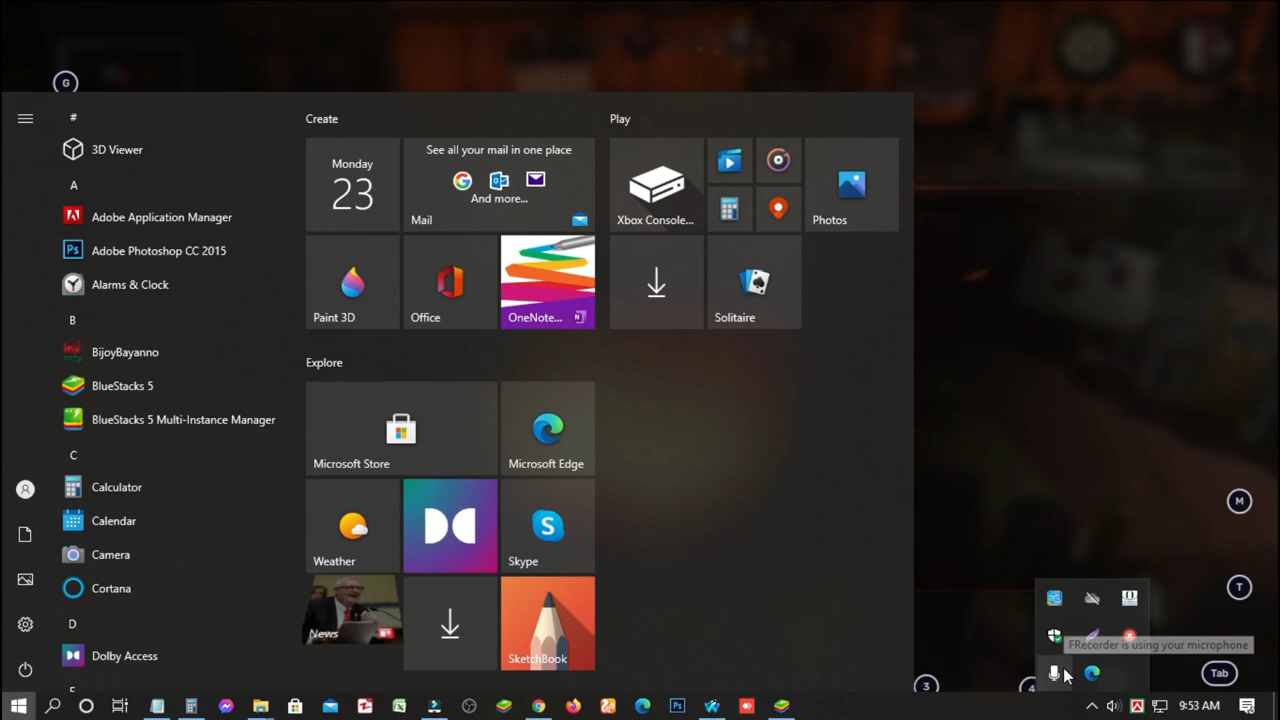 G
#
3D Viewer
A
Adobe Application Manager
Adobe Photoshop CC 2015
Alarms & Clock
B
BijoyBayanno
BlueStacks 5
BlueStacks 5 Multi-Instance Manager
C
Calculator
Calendar
Camera
Cortana
D
Dolby Access
Create
Monday
23
See all your mail in one place
And more...
Mail
Paint 3D
Office
OneNote...
Explore
Microsoft Store
Microsoft Edge
Weather
Skype
News
SketchBook
Play
Xbox Console...
Photos
Solitaire
M
T
FRecorder is using your microphone
3
4
Tab
9:53 AM